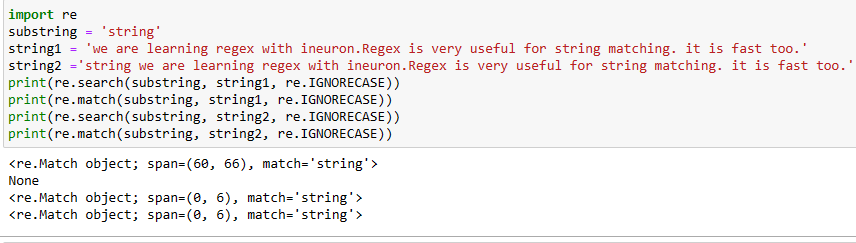 import re
substring = 'string'
string1 = 'we are learning regex with ineuron.Regex is very useful for string matching. it is fast too.'
string2 ='string we are learning regex with ineuron.Regex is very useful for string matching. it is fast too.'
print(re.search(substring, string1, re.IGNORECASE))
print(re.match(substring, string1, re.IGNORECASE))
print(re.search(substring, string2, re.IGNORECASE))
print(re.match(substring, string2, re.IGNORECASE))
<re.Match object; span=(60, 66), match='string'>
None
<re.Match object; span=(0, 6), match='string'>
<re.Match object; span=(0, 6), match='string'>